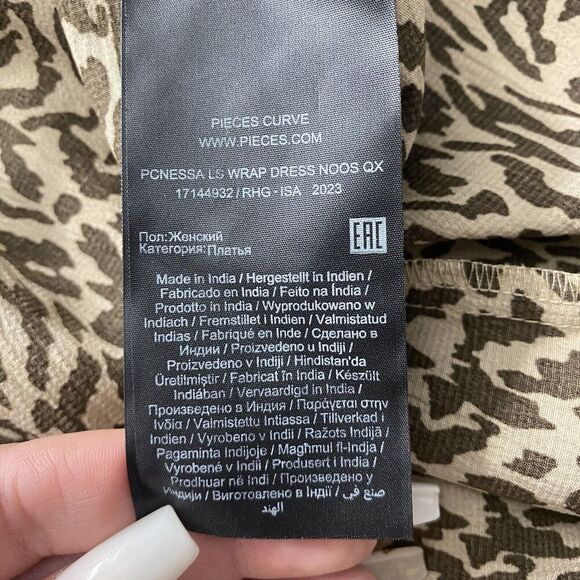 PIECES CURVE
WWW.PIECES.COM
PCNESSA LS WRAP DRESS NOOS QX
17144932 / RHG - ISA 2023
Пол:Женский
Категория:Платья
EAC
Made in India / Hergestellt in Indien /
Fabricado en India / Feito na Índia /
Prodotto in India / Wyprodukowano w
Indiach / Fremstillet i Indien / Valmistatud
Indias / Fabriqué en Inde / Сделано в
Индии / Proizvedeno u Indiji /
Proizvedeno v Indiji / Hindistan'da
Üretilmiştir / Fabricat în India / Készült
Indiában / Vervaardigd in India /
Произведено в Индия / Παράγεται στην
Ινδία / Valmistettu Intiassa / Tillverkad i
Indien / Vyrobeno v Indii / Ražots Indijā /
Pagaminta Indijoje / Magħmul fl-Indja /
Vyrobené v Indii / Produsert i India /
Prodhuar në Indi / Произведено у
Индији / Виготовлено в Індії / صنع في
الهند